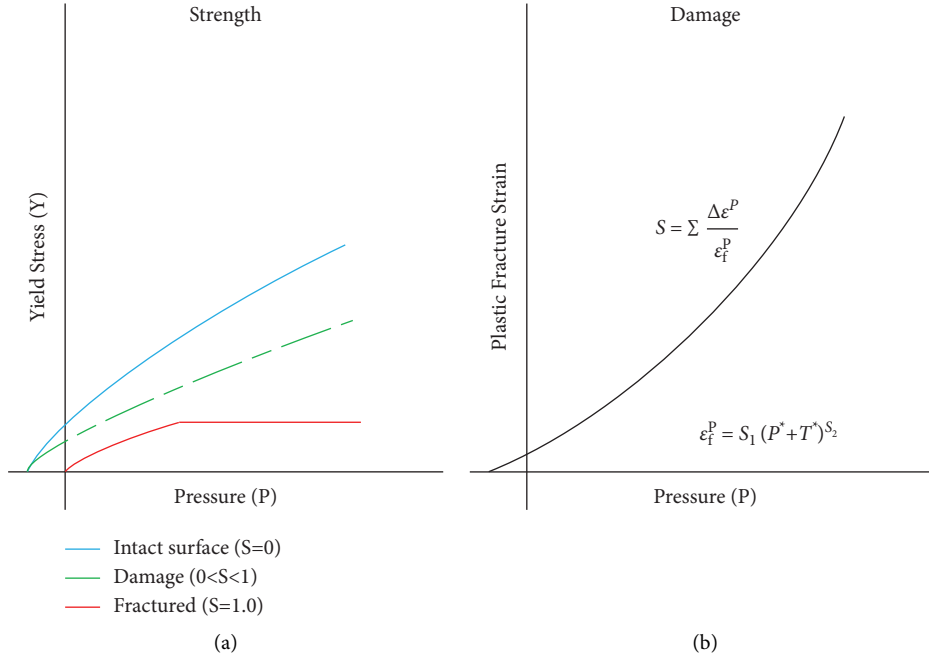 Strength
Yield Stress (Y)
Pressure (P)
Intact surface (S=0)
Damage (0<S<1)
Fractured (S=1.0)
(a)
Damage
Plastic Fracture Strain
S = Σ Δε^P / ε_f^P
ε_f^P = S_1 (P^*+T^*)^S_2
Pressure (P)
(b)